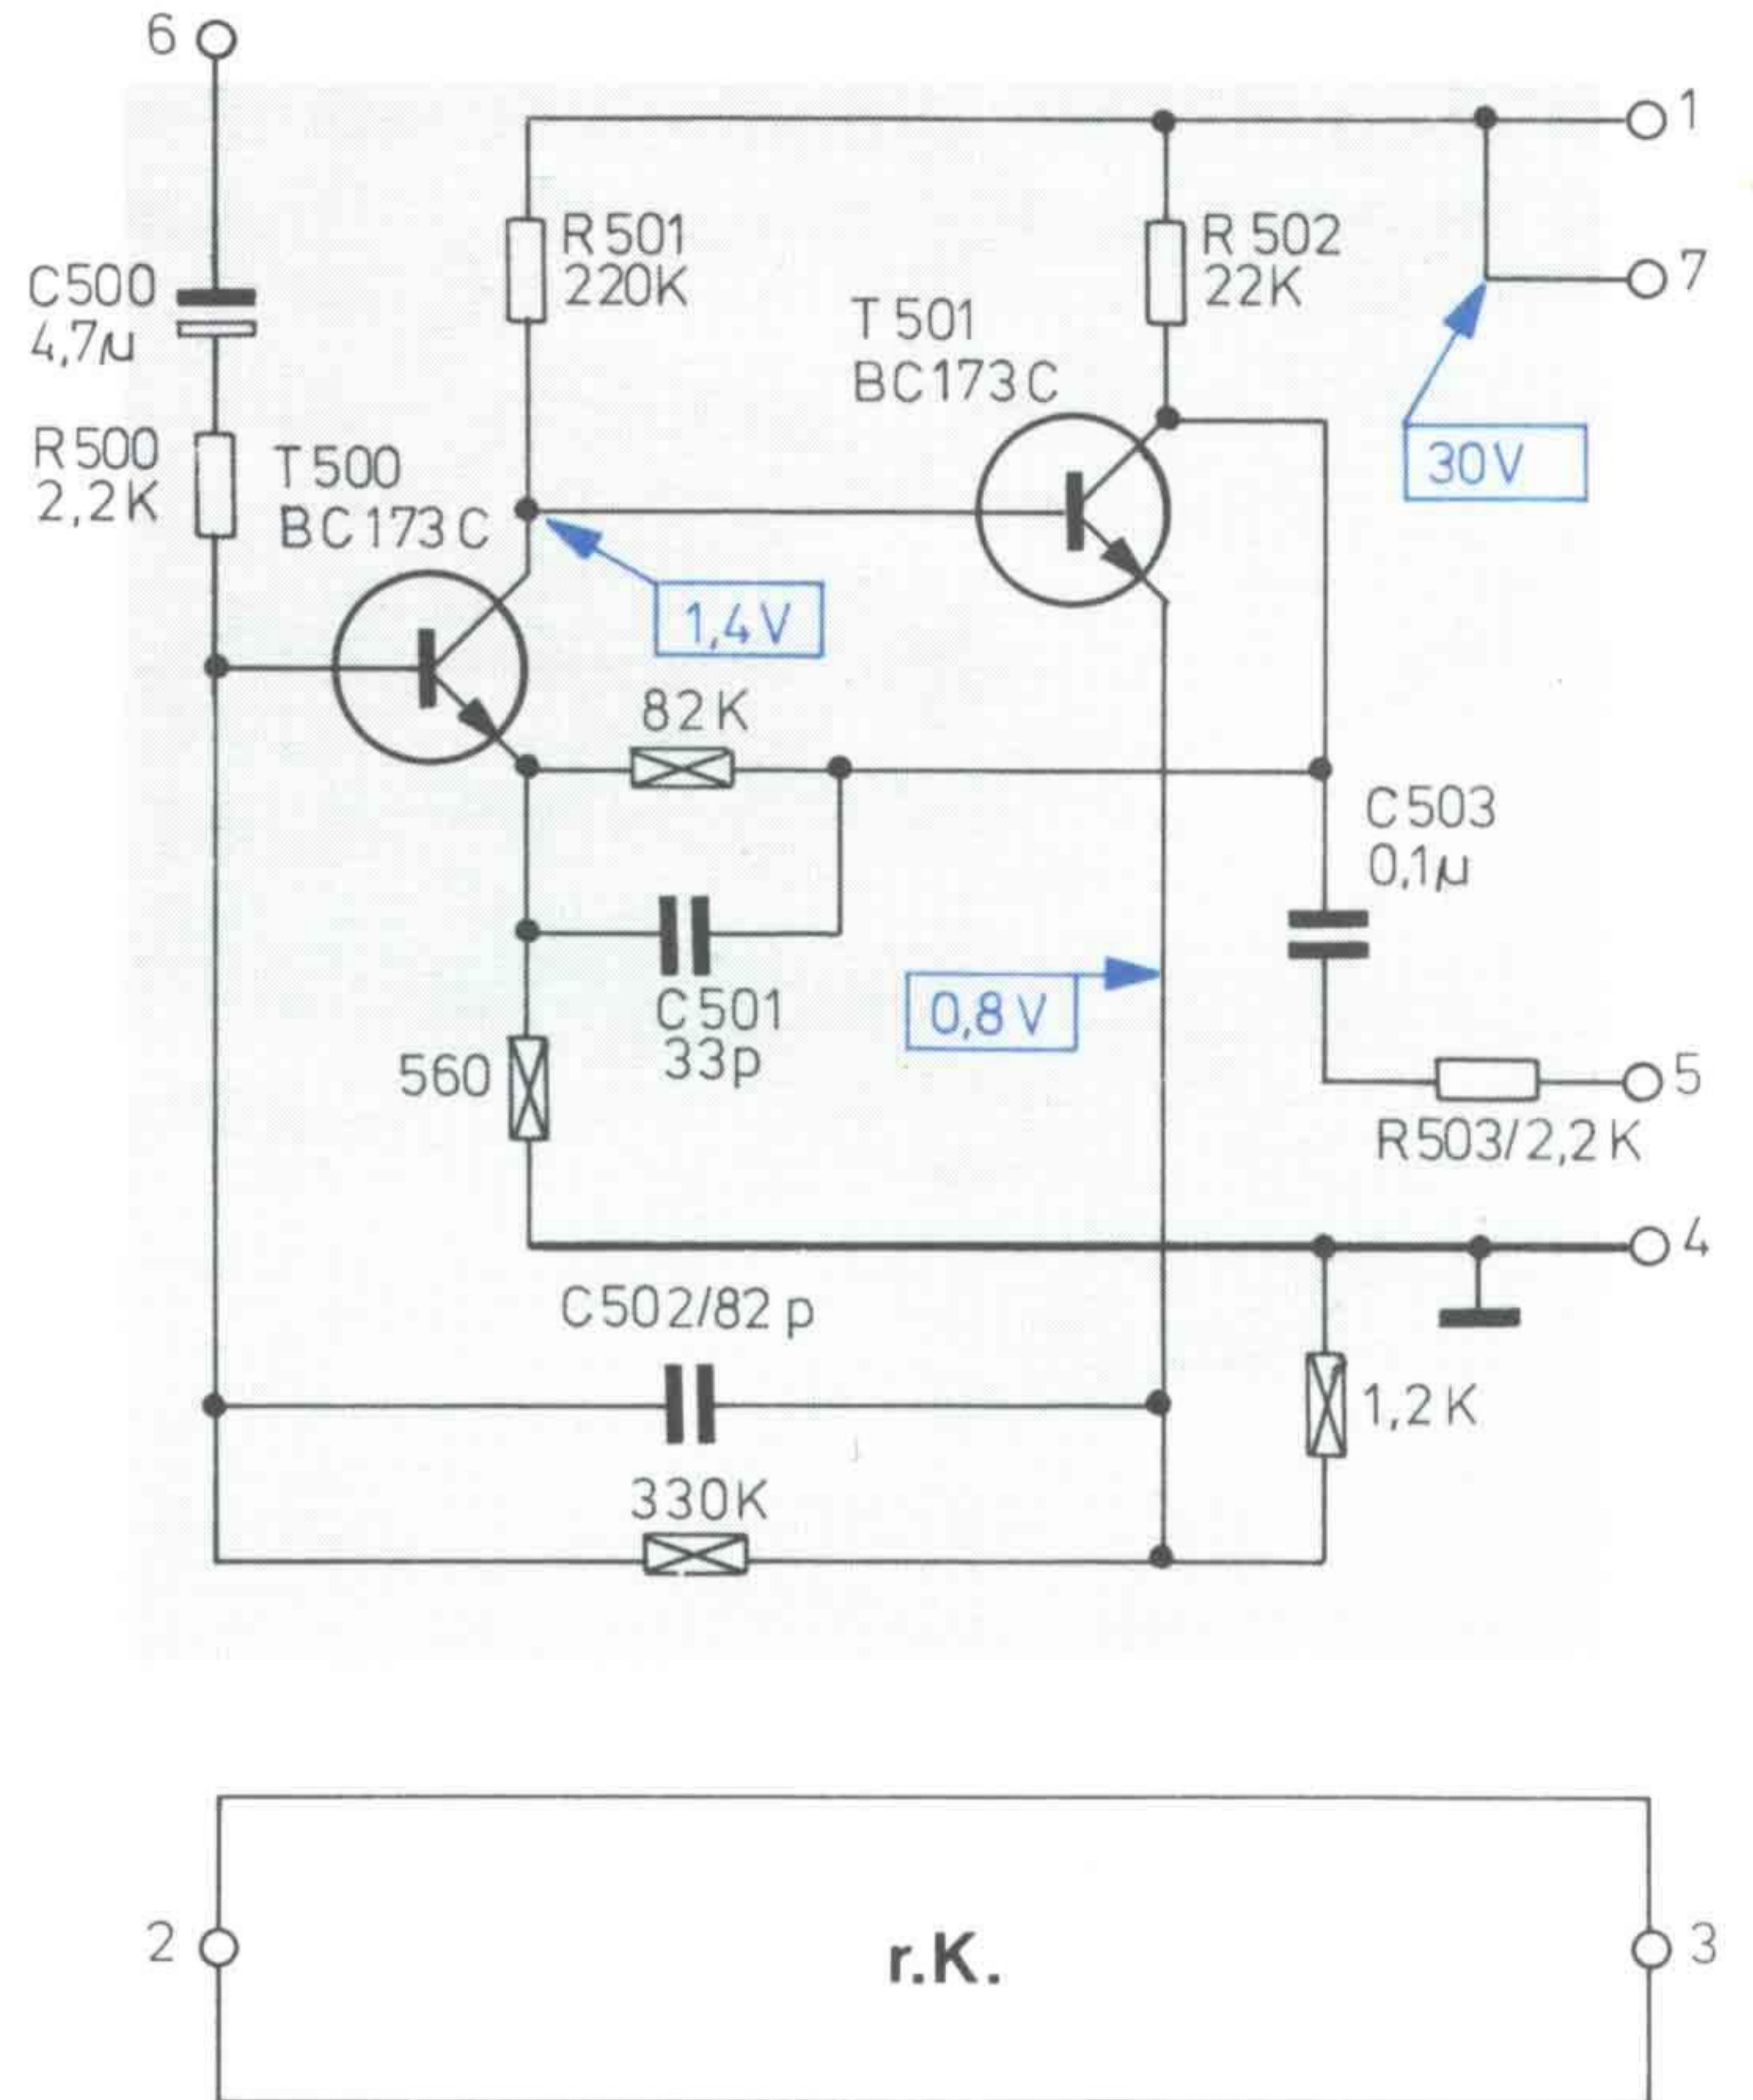 6
1
R501
220K
R 502
22K
7
C500
4,7µ
T 501
BC173C
R500
2,2K
T500
BC173C
30V
1,4V
82K
C503
0,1µ
C501
33p
0,8V
560
5
R503/2,2K
4
C502/82p
1,2K
330K
2
r.K.
3